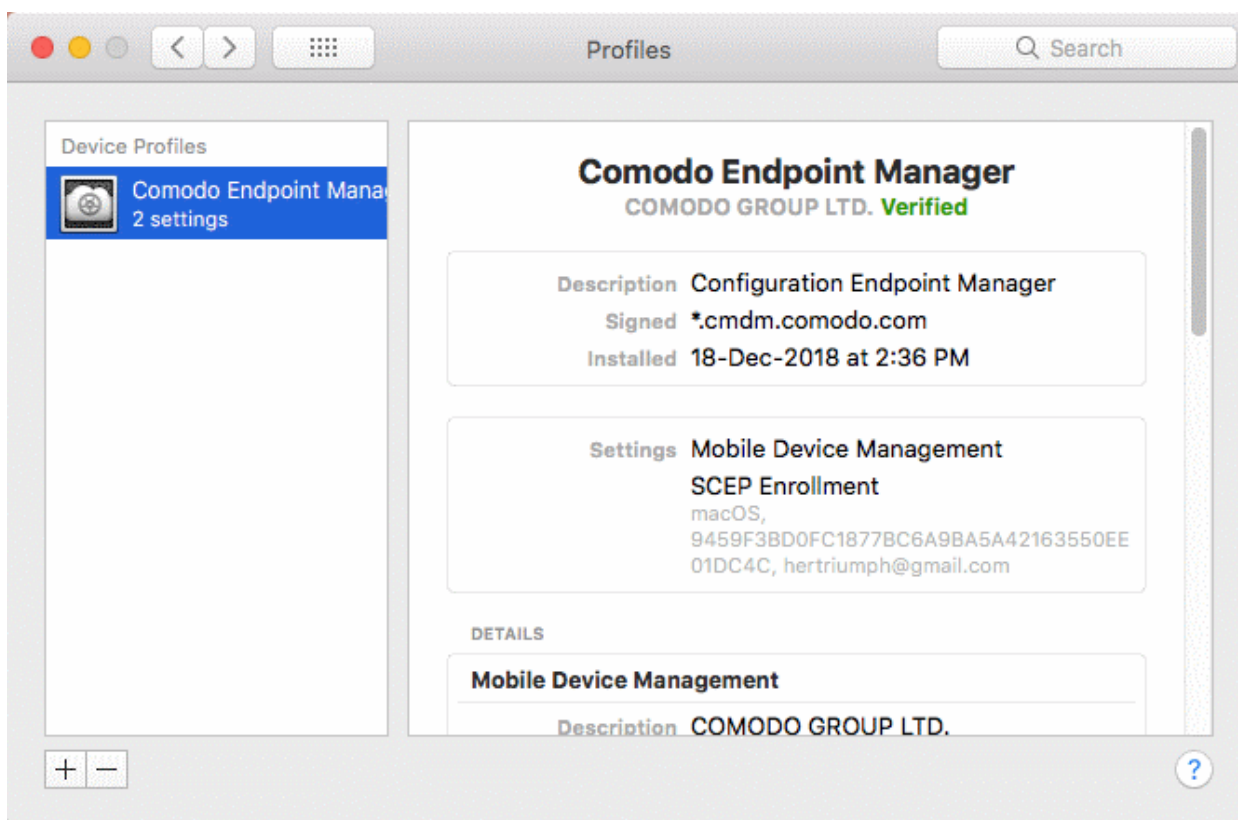 Profiles
Search
Device Profiles
Comodo Endpoint Mana
2 settings
Comodo Endpoint Manager
COMODO GROUP LTD. Verified
Description Configuration Endpoint Manager
Signed *.cmdm.comodo.com
Installed 18-Dec-2018 at 2:36 PM
Settings Mobile Device Management
SCEP Enrollment
macOS,
9459F3BD0FC1877BC6A9BA5A42163550EE
01DC4C, hertriumph@gmail.com
DETAILS
Mobile Device Management
Description COMODO GROUP LTD.
+ −
?